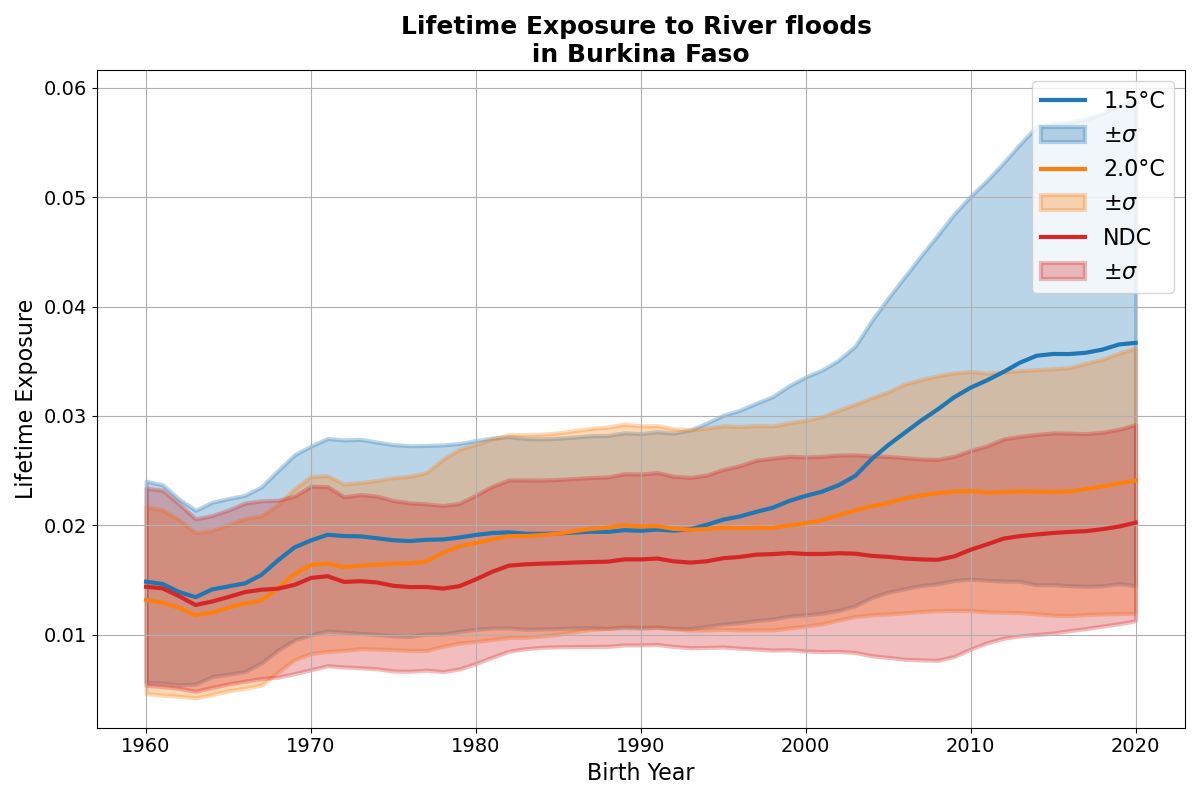 Lifetime Exposure to River floods
in Burkina Faso
Lifetime Exposure
0.06
0.05
0.04
0.03
0.02
0.01
1.5°C
±σ
2.0°C
±σ
NDC
±σ
1960
1970
1980
1990
2000
2010
2020
Birth Year